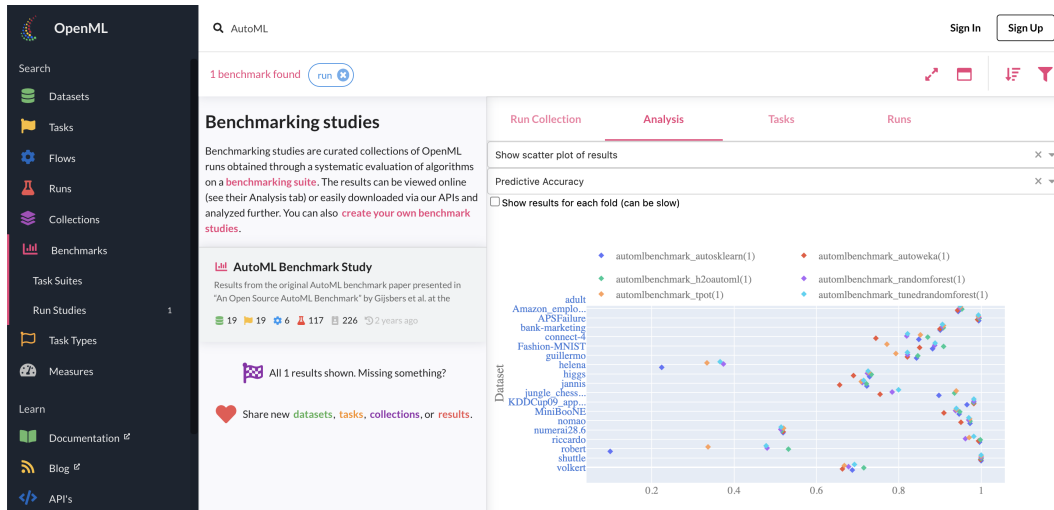 OpenML
AutoML
Sign In
Sign Up
Search
Datasets
Tasks
Flows
Runs
Collections
Benchmarks
Task Suites
Run Studies 1
Task Types
Measures
Learn
Documentation
Blog
API's
1 benchmark found
run
Benchmarking studies
Benchmarking studies are curated collections of OpenML
runs obtained through a systematic evaluation of algorithms
on a benchmarking suite. The results can be viewed online
(see their Analysis tab) or easily downloaded via our APIs and
analyzed further. You can also create your own benchmark
studies.
AutoML Benchmark Study
Results from the original AutoML benchmark paper presented in
"An Open Source AutoML Benchmark" by Gijsbers et al. at the
19 19 6 117 226 2 years ago
All 1 results shown. Missing something?
Share new datasets, tasks, collections, or results.
Run Collection
Analysis
Tasks
Runs
Show scatter plot of results
Predictive Accuracy
Show results for each fold (can be slow)
automlbenchmark_autosklearn(1)
automlbenchmark_autoweka(1)
automlbenchmark_h2oautoml(1)
automlbenchmark_randomforest(1)
automlbenchmark_tpot(1)
automlbenchmark_tunedrandomforest(1)
Dataset
adult
Amazon_emplo...
APSFailure
bank-marketing
connect-4
Fashion-MNIST
guillermo
helena
higgs
jannis
jungle_chess...
KDDCup09_app...
MiniBooNE
nomao
numerai28.6
riccardo
robert
shuttle
volkert
0.2
0.4
0.6
0.8
1